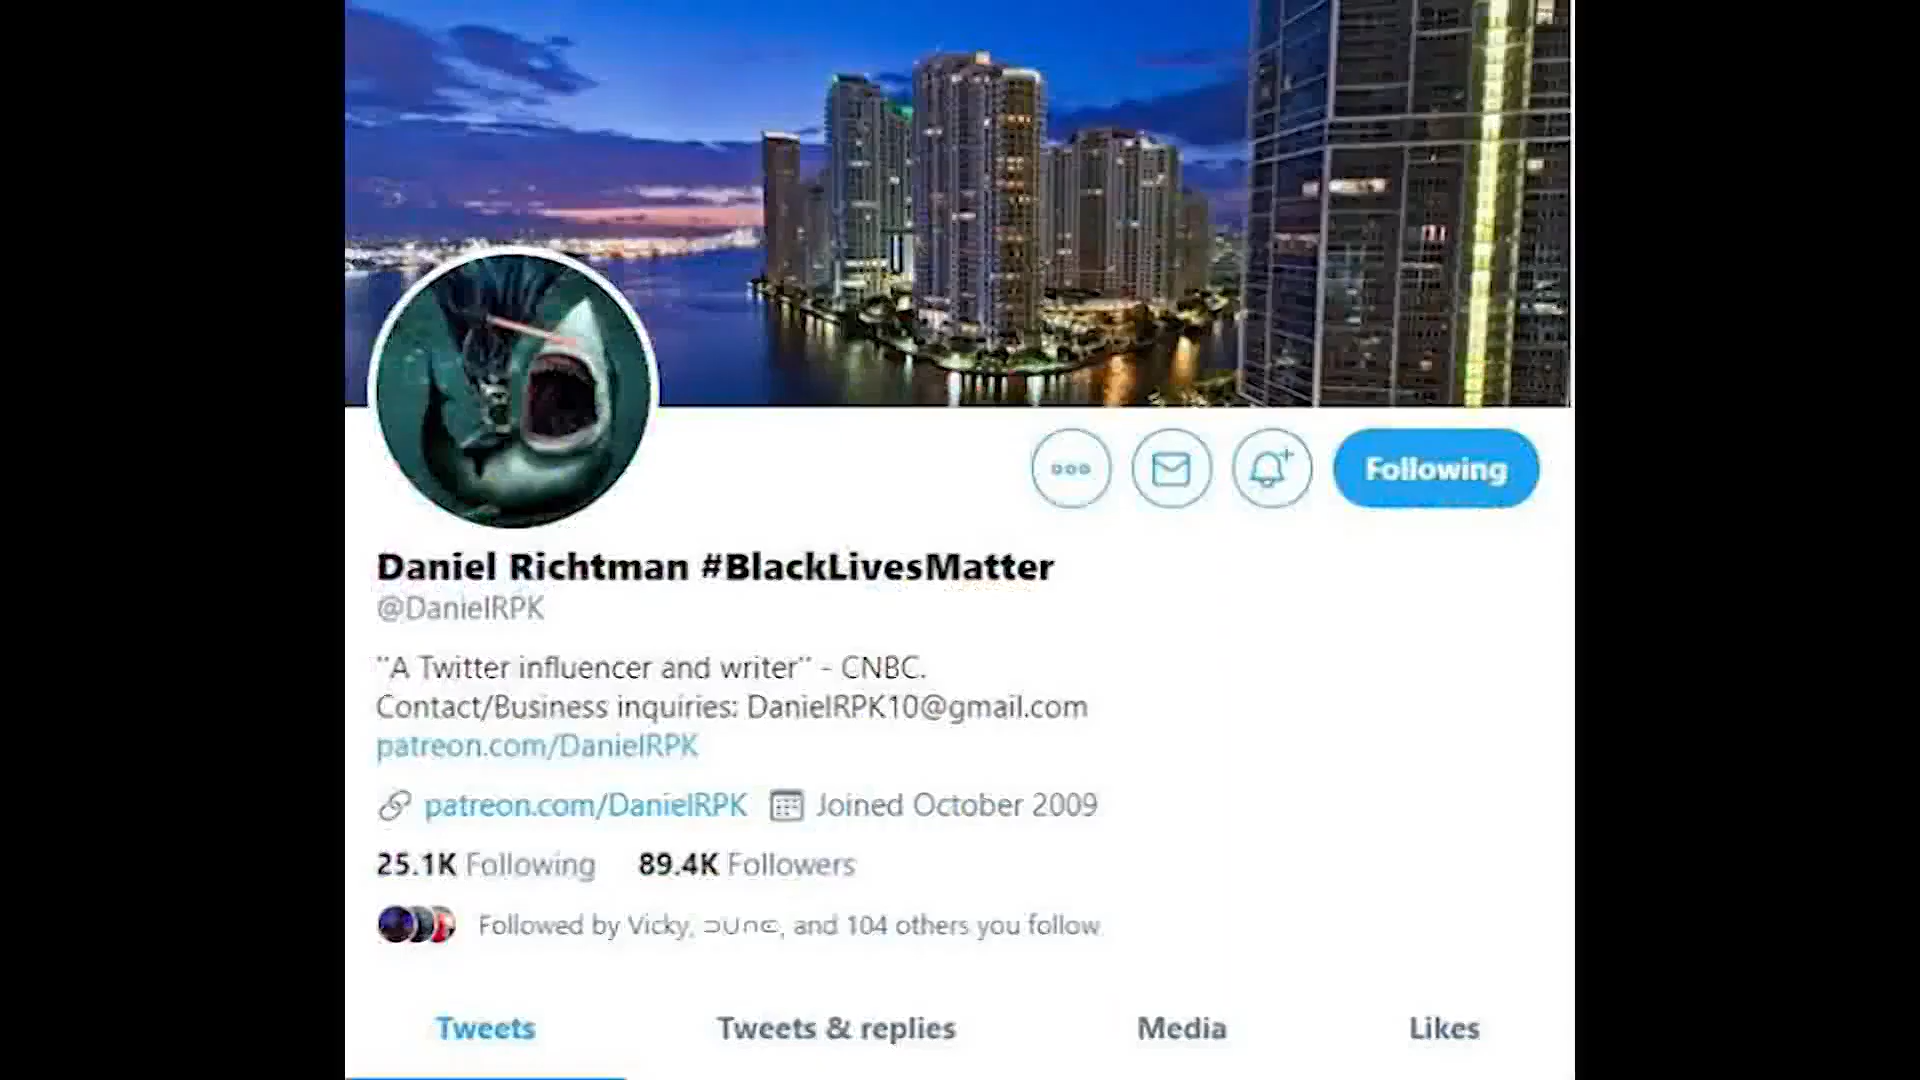 Following
Daniel Richtman #BlackLivesMatter
@DanielRPK
"A Twitter influencer and writer" - CNBC.
Contact/Business inquiries: DanielRPK10@gmail.com
patreon.com/DanielRPK
patreon.com/DanielRPK Joined October 2009
25.1K Following 89.4K Followers
Followed by Vicky, ⊃∪∩⋲, and 104 others you follow
Tweets Tweets & replies Media Likes